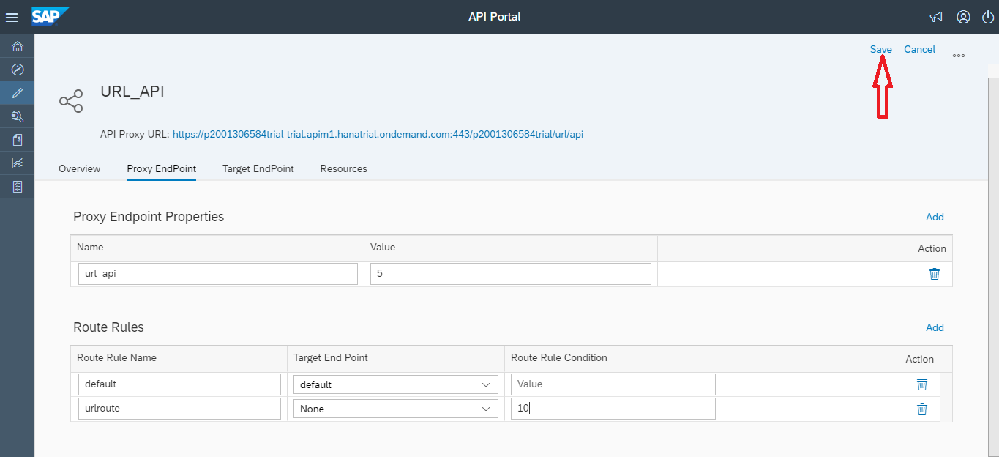 SAP API Portal
Save Cancel
URL_API
API Proxy URL: https://p2001306584trial-trial.apim1.hanatrial.ondemand.com:443/p2001306584trial/url/api
Overview Proxy EndPoint Target EndPoint Resources
Proxy Endpoint Properties Add
Name Value Action
url_api 5
Route Rules Add
Route Rule Name Target End Point Route Rule Condition Action
default default Value
urlroute None 10